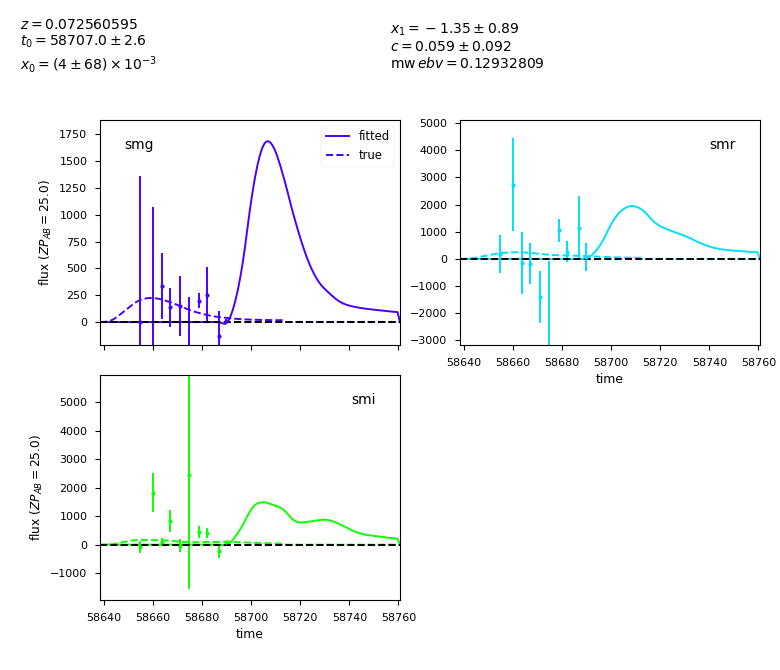 z = 0.072560595
t₀ = 58707.0 ± 2.6
x₀ = (4 ± 68) × 10⁻³
x₁ = −1.35 ± 0.89
c = 0.059 ± 0.092
mw ebv = 0.12932809
smg
fitted
true
1750
1500
1250
1000
750
500
250
0
flux (ZP_AB = 25.0)
smr
5000
4000
3000
2000
1000
0
−1000
−2000
−3000
58640 58660 58680 58700 58720 58740 58760
time
smi
5000
4000
3000
2000
1000
0
−1000
flux (ZP_AB = 25.0)
58640 58660 58680 58700 58720 58740 58760
time